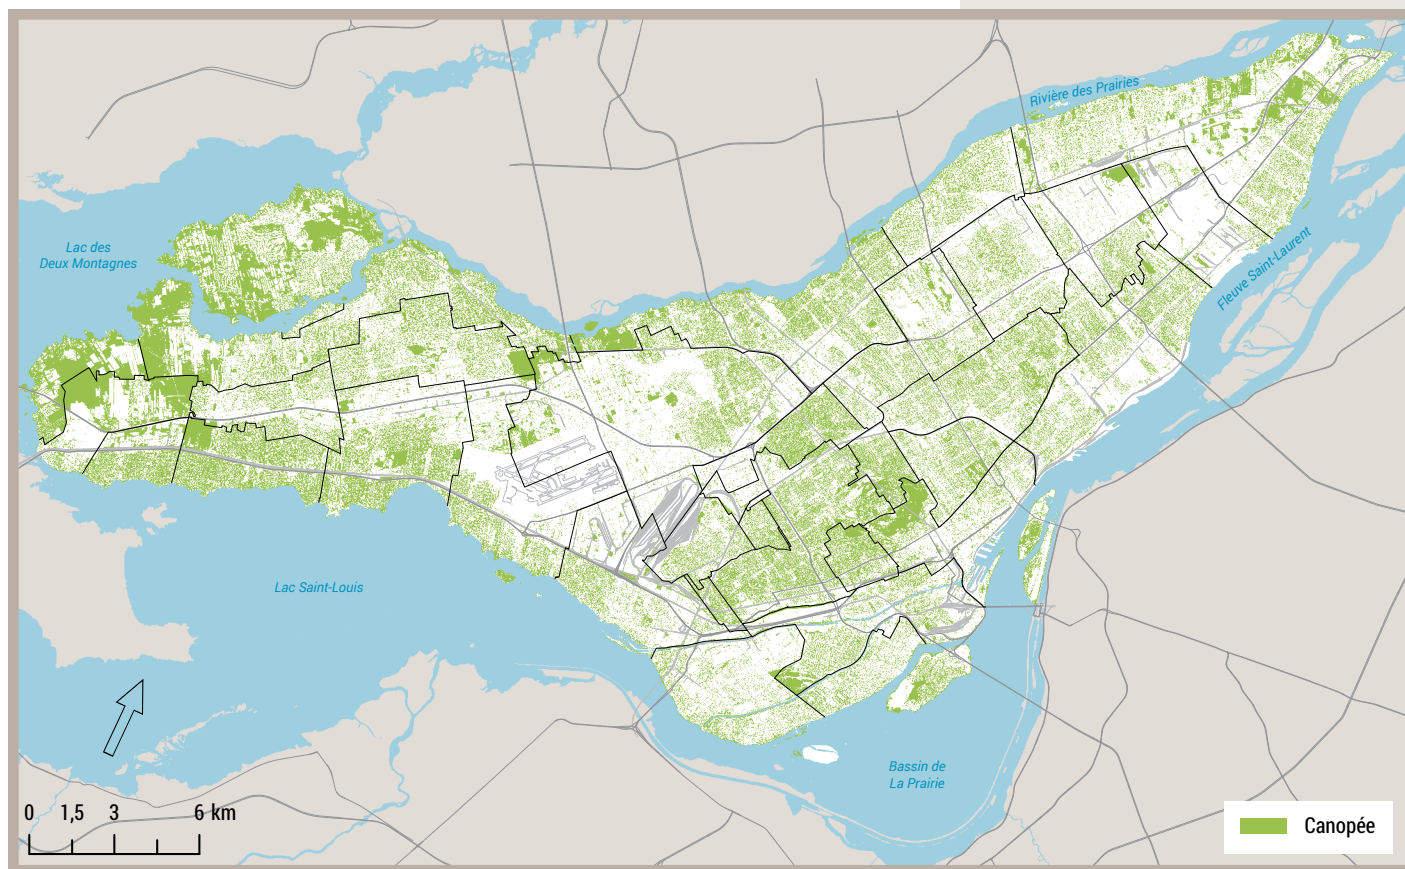 Rivière des Prairies
Lac des
Deux Montagnes
Fleuve Saint-Laurent
Lac Saint-Louis
Bassin de
La Prairie
0 1,5 3 6 km
Canopée